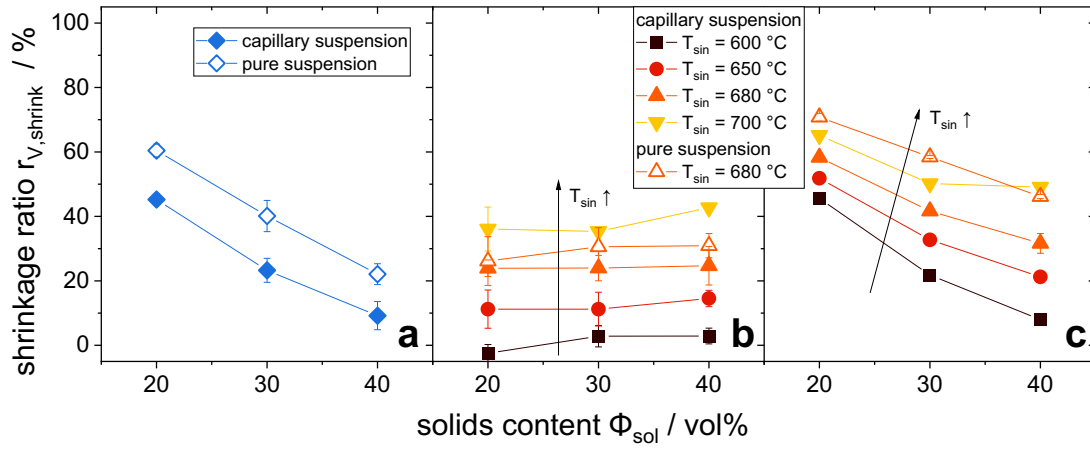 shrinkage ratio r_V,shrink / %
100
80
60
40
20
0
capillary suspension
pure suspension
a
20
30
40
capillary suspension
T_sin = 600 °C
T_sin = 650 °C
T_sin = 680 °C
T_sin = 700 °C
pure suspension
T_sin = 680 °C
T_sin ↑
b
20
30
40
T_sin ↑
c
20
30
40
solids content Φ_sol / vol%